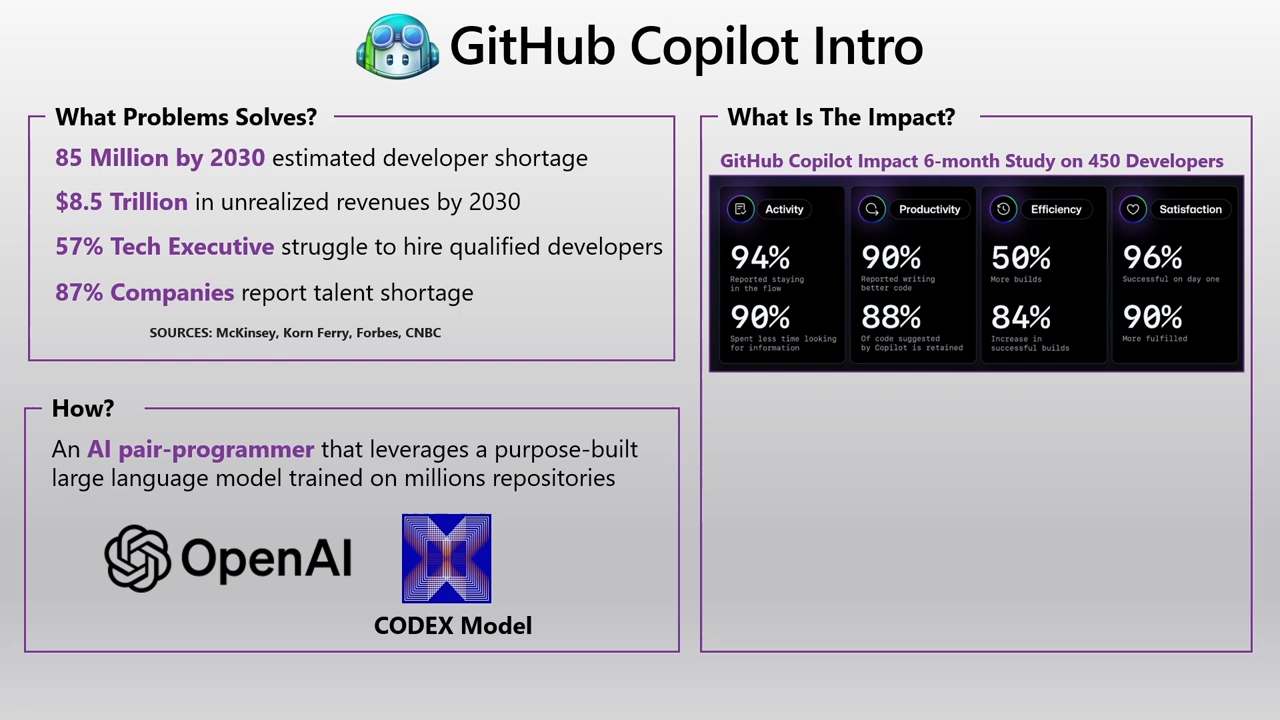 GitHub Copilot Intro
What Problems Solves?
85 Million by 2030 estimated developer shortage
$8.5 Trillion in unrealized revenues by 2030
57% Tech Executive struggle to hire qualified developers
87% Companies report talent shortage
SOURCES: McKinsey, Korn Ferry, Forbes, CNBC
How?
An AI pair-programmer that leverages a purpose-built
large language model trained on millions repositories
OpenAI
CODEX Model
What Is The Impact?
GitHub Copilot Impact 6-month Study on 450 Developers
Activity
94%
Reported staying
in the flow
90%
Spent less time looking
for information
Productivity
90%
Reported writing
better code
88%
Of code suggested
by Copilot is retained
Efficiency
50%
More builds
84%
Increase in
successful builds
Satisfaction
96%
Successful on day one
90%
More fulfilled